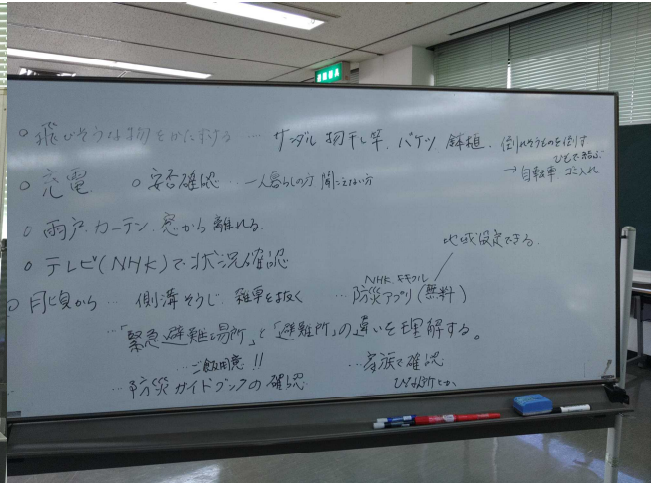 ○飛びそうな物をかた付ける … サンダル 物干し竿、バケツ 鉢植、倒れそうものを倒す
ひもで結ぶ
→自転車 ゴミ入れ
○充電 ○安否確認 … 一人暮らしの方 聞こえない方
○雨戸、カーテン、窓から離れる
○テレビ(NHK)で状況確認
地域設定できる
○日頃から … 側溝そうじ 雑草を抜く … 防災アプリ(無料)
NHK、
…「緊急避難場所」と「避難所」の違いを理解する。
…ご飯用意!! …家族で確認
…防災ガイドブックの確認